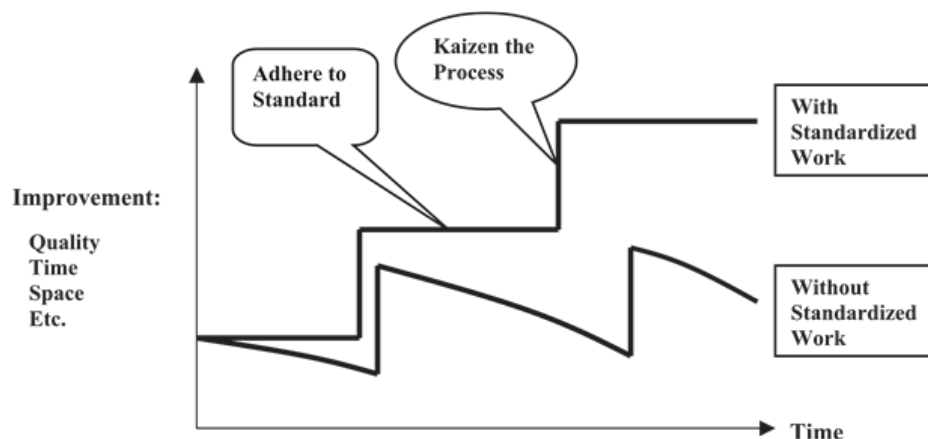 Kaizen the
Process
Adhere to
Standard
With
Standardized
Work
Improvement:
Quality
Time
Space
Etc.
Without
Standardized
Work
Time